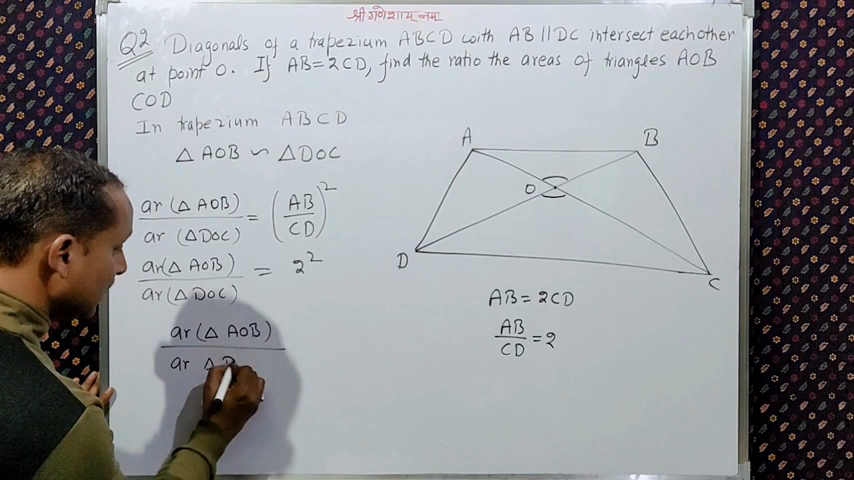 श्री गणेशाय् नमः
Q2 Diagonals of a trapezium ABCD with AB || DC intersect each other
at point O. If AB = 2CD, find the ratio the areas of triangles AOB
COD
In trapezium ABCD
△ AOB ∽ △DOC
ar (△ AOB) / ar (△DOC) = (AB/CD)²
ar(△ AOB) / ar(△DOC) = 2²
ar (△ AOB)
ar △ D
A
B
O
D
C
AB = 2CD
AB/CD = 2